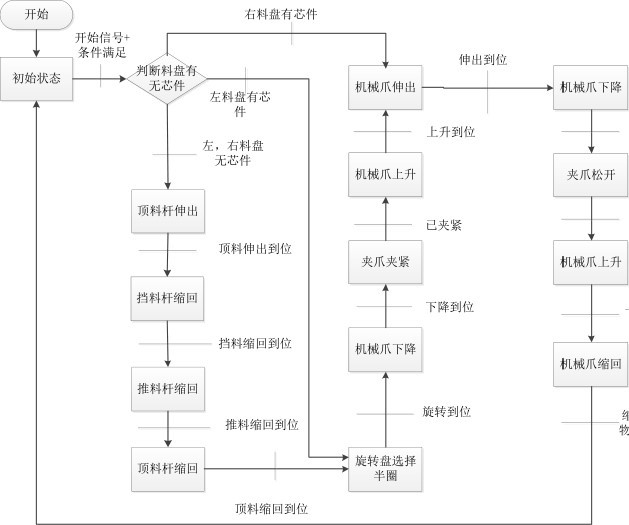 开始
开始信号+
条件满足
初始状态
判断料盘有
无芯件
右料盘有芯件
左料盘有芯
件
左，右料盘
无芯件
顶料杆伸出
顶料伸出到位
挡料杆缩回
挡料缩回到位
推料杆缩回
推料缩回到位
顶料杆缩回
顶料缩回到位
旋转盘选择
半圈
旋转到位
机械爪下降
下降到位
夹爪夹紧
已夹紧
机械爪上升
上升到位
机械爪伸出
伸出到位
机械爪下降
夹爪松开
机械爪上升
机械爪缩回